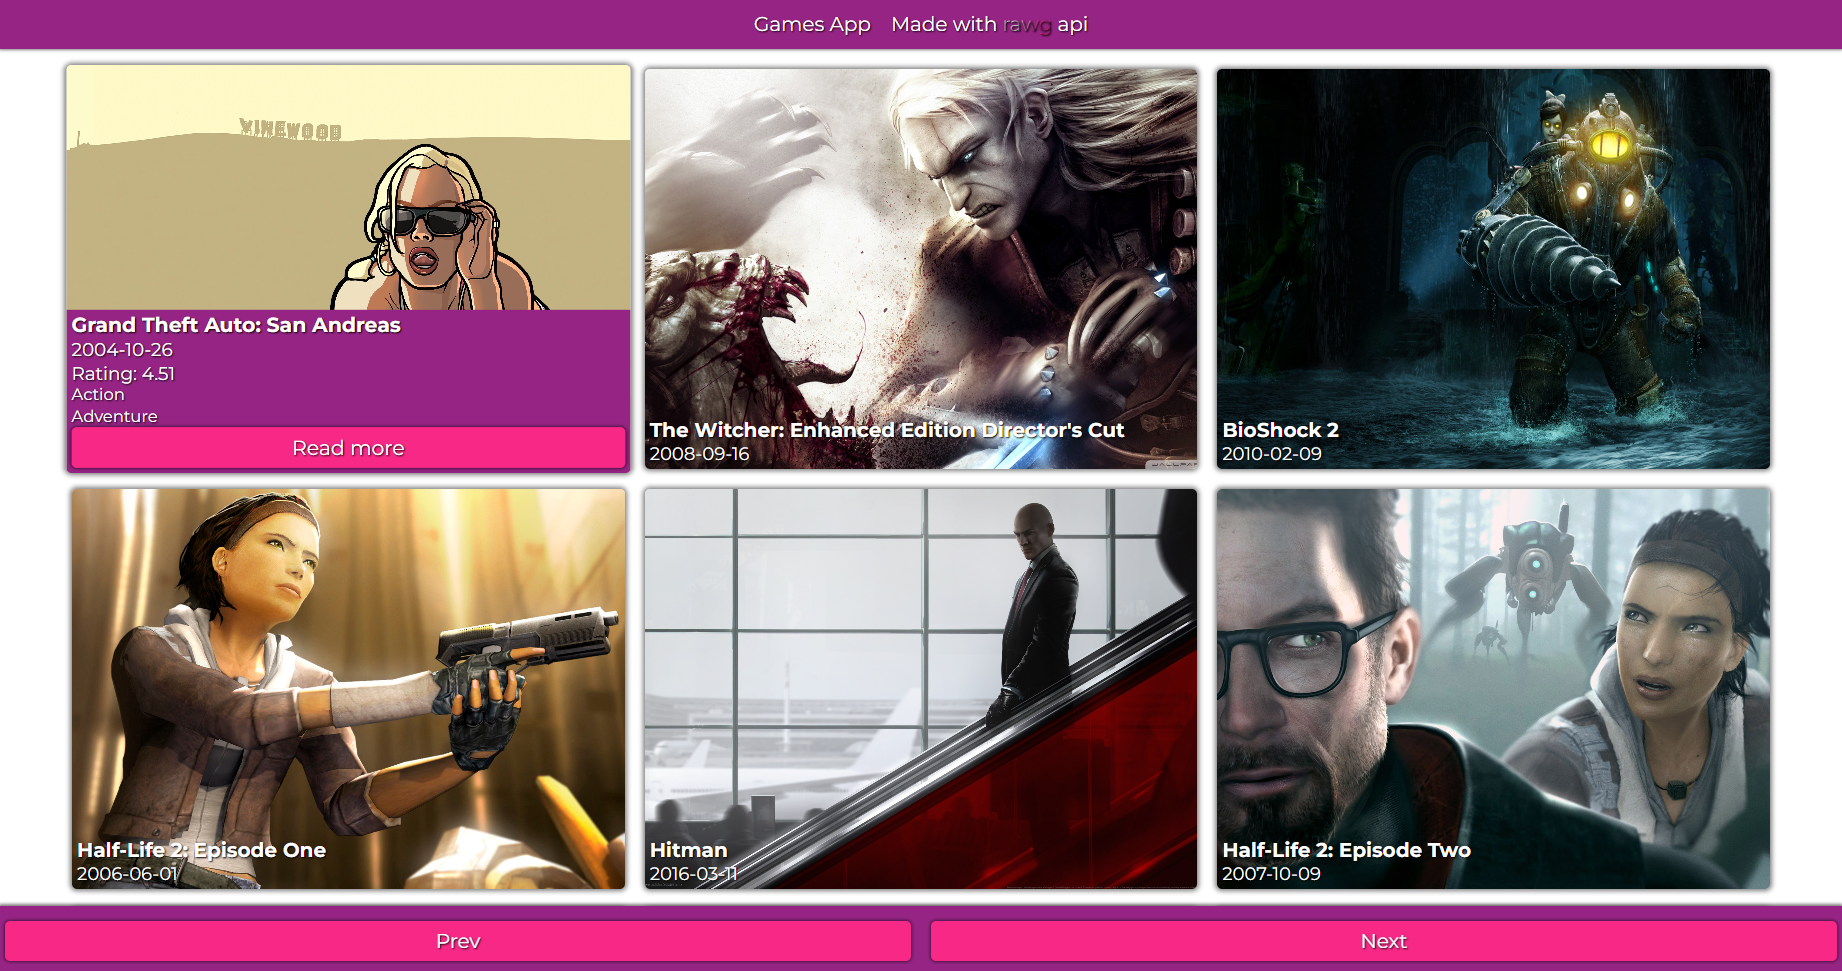 Games App Made with rawg api
VINEWOOD
Grand Theft Auto: San Andreas
2004-10-26
Rating: 4.51
Action
Adventure
Read more
The Witcher: Enhanced Edition Director's Cut
2008-09-16
BioShock 2
2010-02-09
Half-Life 2: Episode One
2006-06-01
Hitman
2016-03-11
Half-Life 2: Episode Two
2007-10-09
Prev
Next